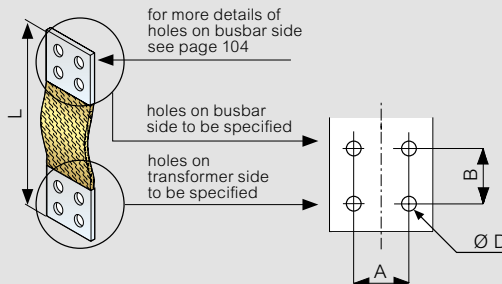 for more details of
holes on busbar side
see page 104
L
holes on busbar
side to be specified
holes on
transformer side
to be specified
B
Ø D
A